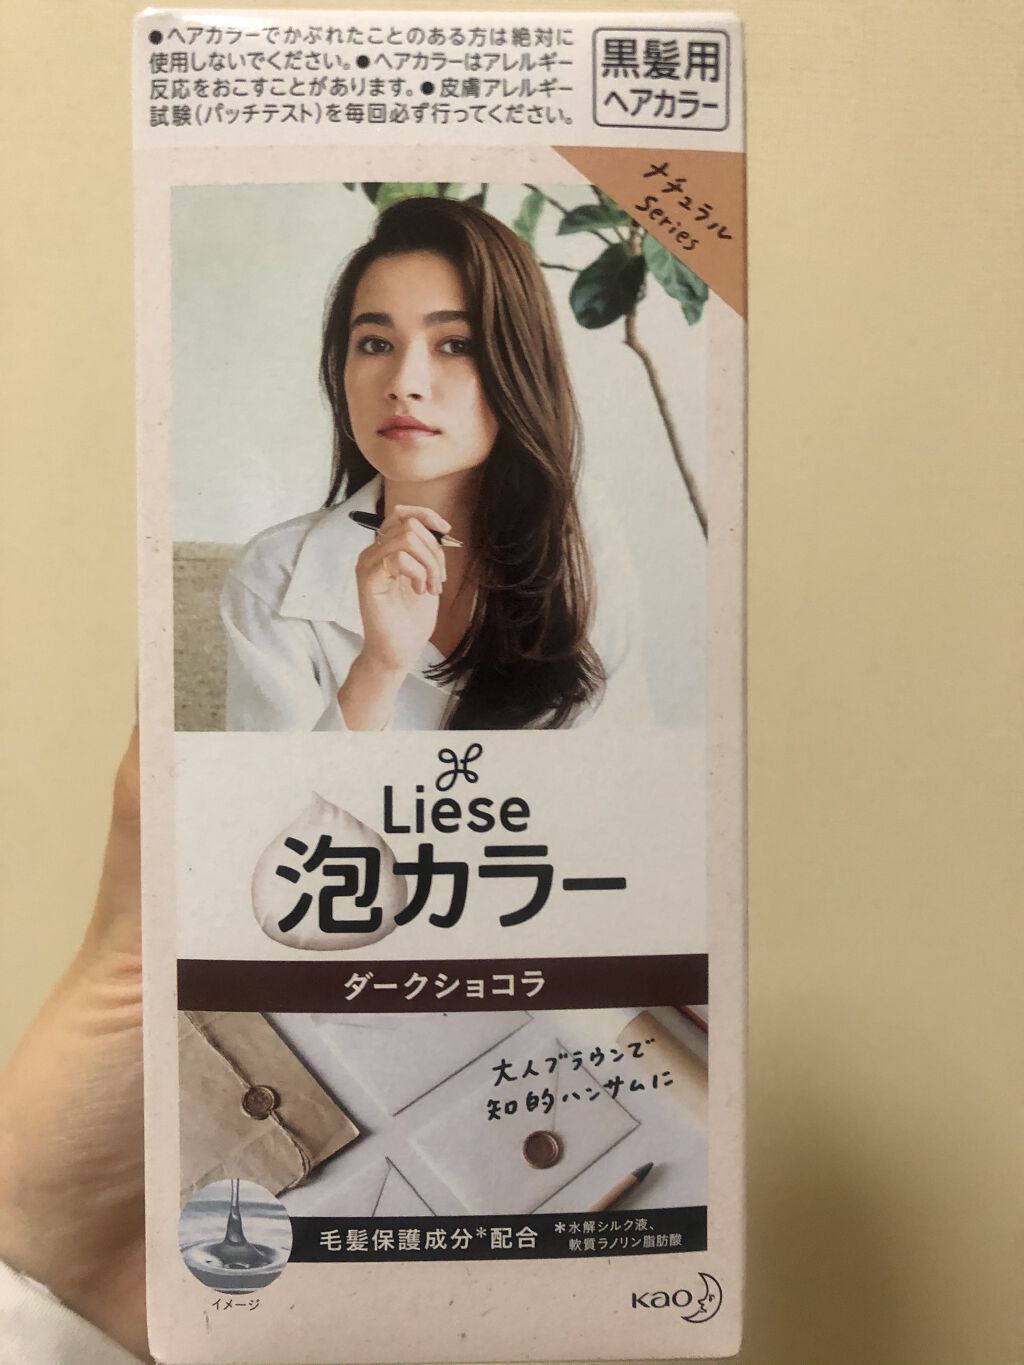 ●ヘアカラーでかぶれたことのある方は絶対に
使用しないでください。●ヘアカラーはアレルギー
反応をおこすことがあります。●皮膚アレルギー
試験(パッチテスト)を毎回必ず行ってください。
黒髪用
ヘアカラー
ナチュラル
Series
Liese
泡カラー
ダークショコラ
大人ブラウンで
知的ハンサムに
毛髪保護成分*配合
*水解シルク液、
軟質ラノリン脂肪酸
イメージ
Kao